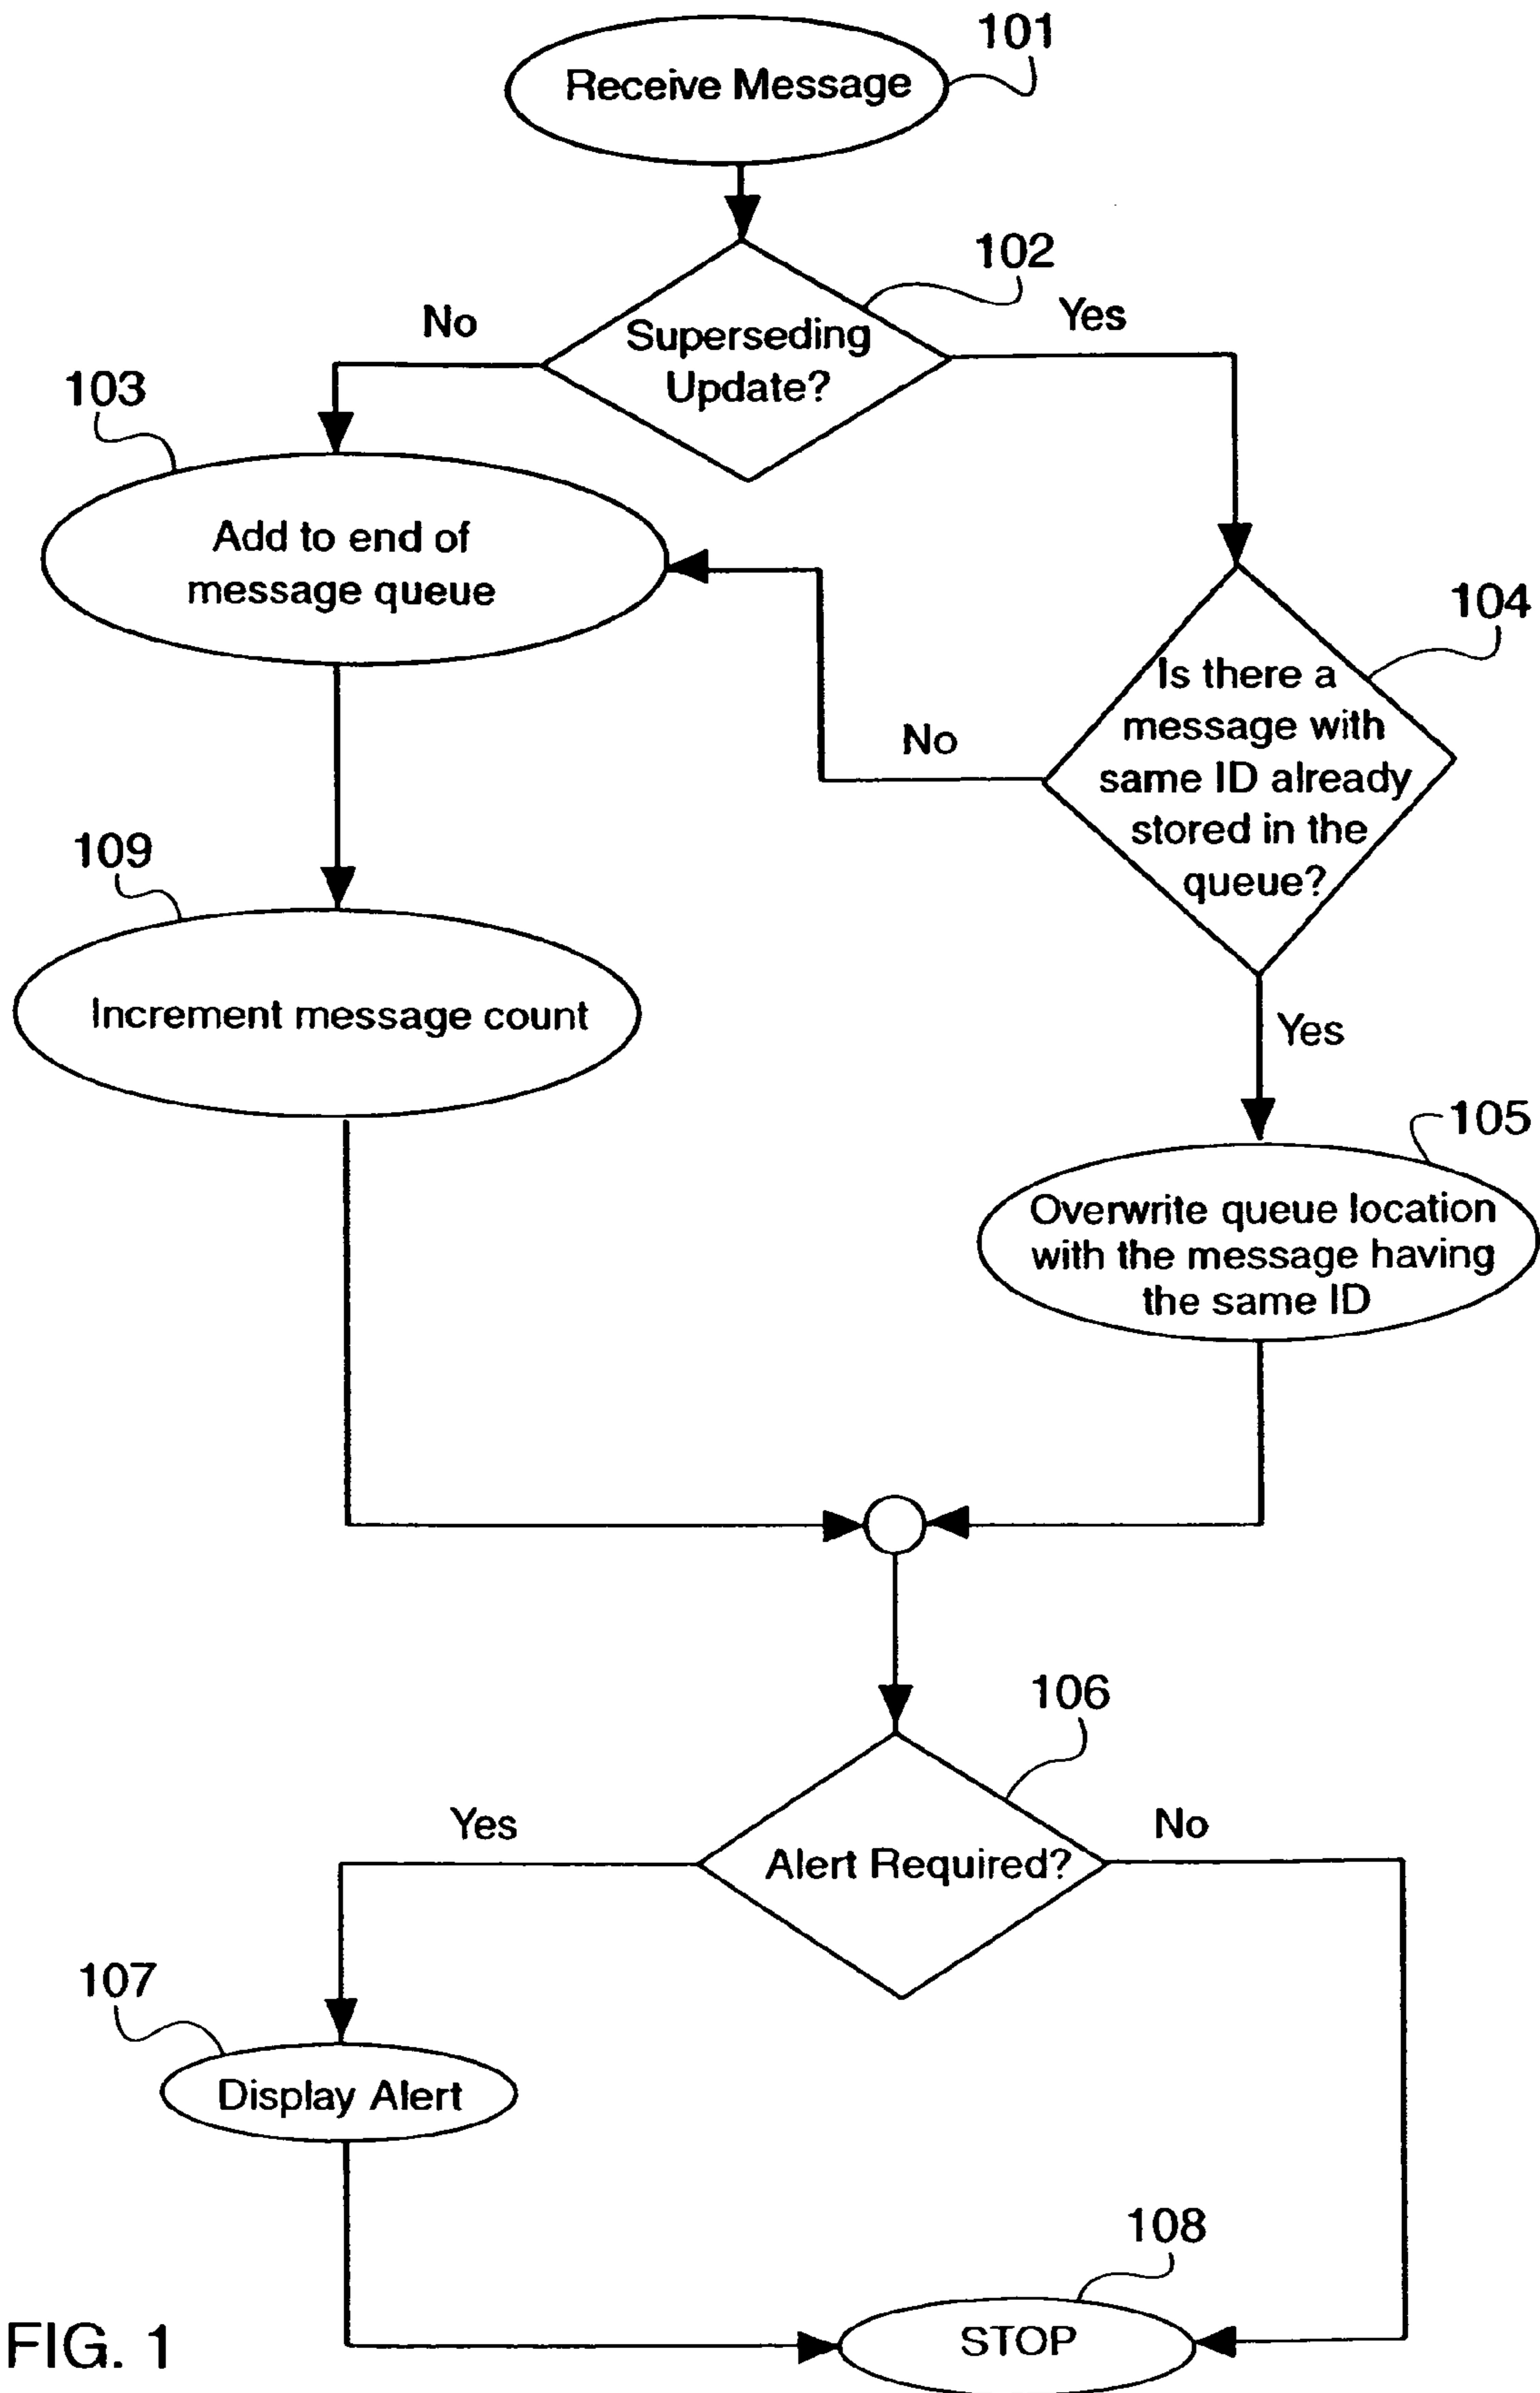 101
Receive Message
102
No
Yes
Superseding
Update?
103
Add to end of
message queue
104
Is there a
message with
same ID already
stored in the
queue?
No
109
Increment message count
Yes
105
Overwrite queue location
with the message having
the same ID
106
Yes
No
Alert Required?
107
Display Alert
108
STOP
FIG. 1